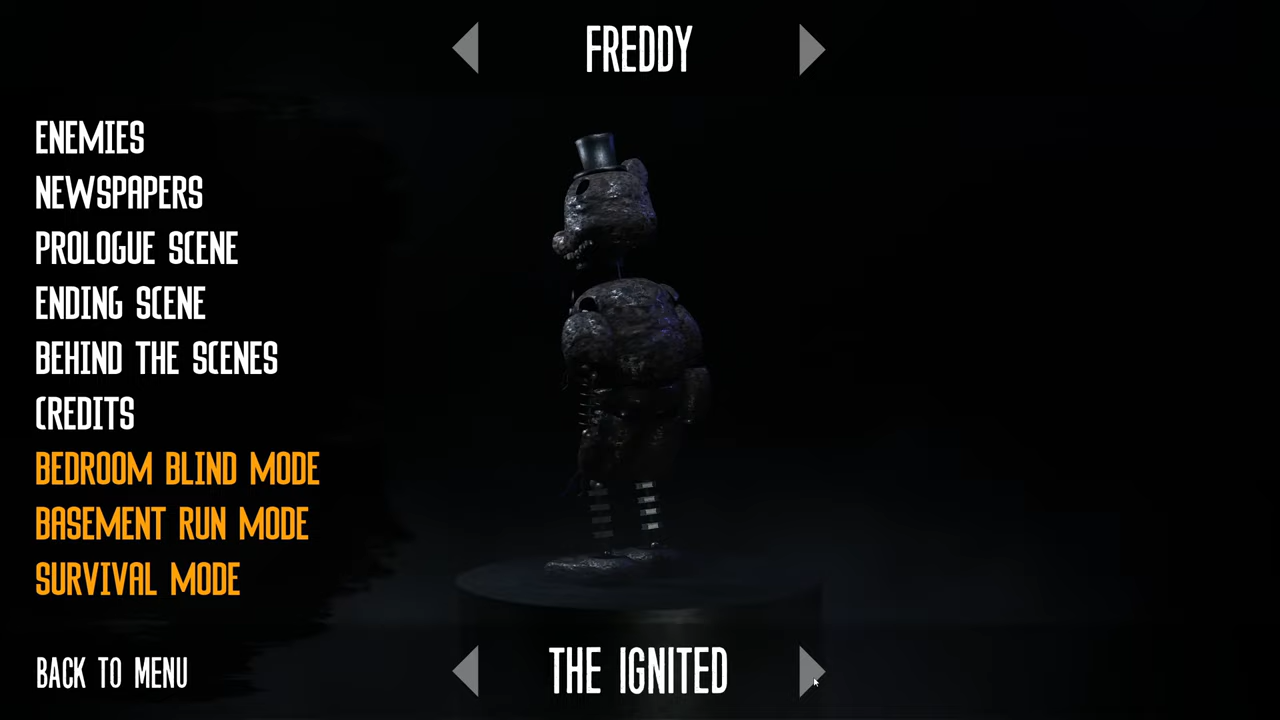 FREDDY
ENEMIES
NEWSPAPERS
PROLOGUE SCENE
ENDING SCENE
BEHIND THE SCENES
CREDITS
BEDROOM BLIND MODE
BASEMENT RUN MODE
SURVIVAL MODE
BACK TO MENU
THE IGNITED